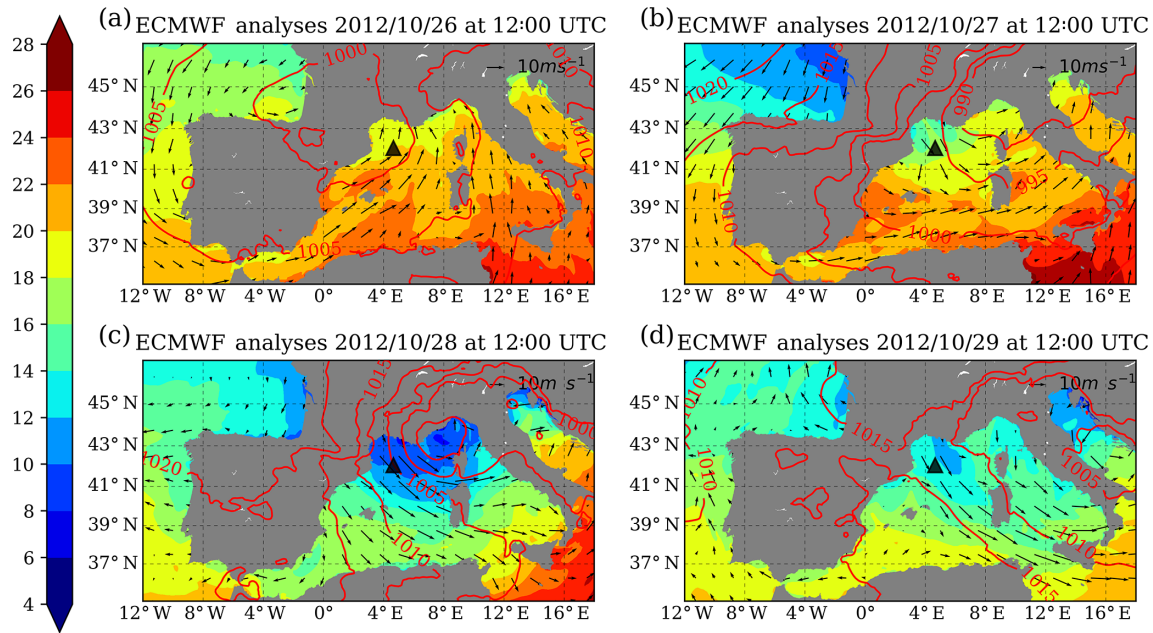 (a) ECMWF analyses 2012/10/26 at 12:00 UTC
(b) ECMWF analyses 2012/10/27 at 12:00 UTC
28
26
24
22
20
18
16
14
12
10
8
6
4
45° N
43° N
41° N
39° N
37° N
12° W 8° W 4° W 0° 4° E 8° E 12° E 16° E
1000
1005
1005
1010
1010
10ms⁻¹
45° N
43° N
41° N
39° N
37° N
12° W 8° W 4° W 0° 4° E 8° E 12° E 16° E
1015
1005
1020
990
995
1010
1000
10ms⁻¹
(c) ECMWF analyses 2012/10/28 at 12:00 UTC
(d) ECMWF analyses 2012/10/29 at 12:00 UTC
45° N
43° N
41° N
39° N
37° N
12° W 8° W 4° W 0° 4° E 8° E 12° E 16° E
1015
1000
1020
1005
1010
10m s⁻¹
45° N
43° N
41° N
39° N
37° N
12° W 8° W 4° W 0° 4° E 8° E 12° E 16° E
1010
1015
1010
1005
1010
1015
10m s⁻¹